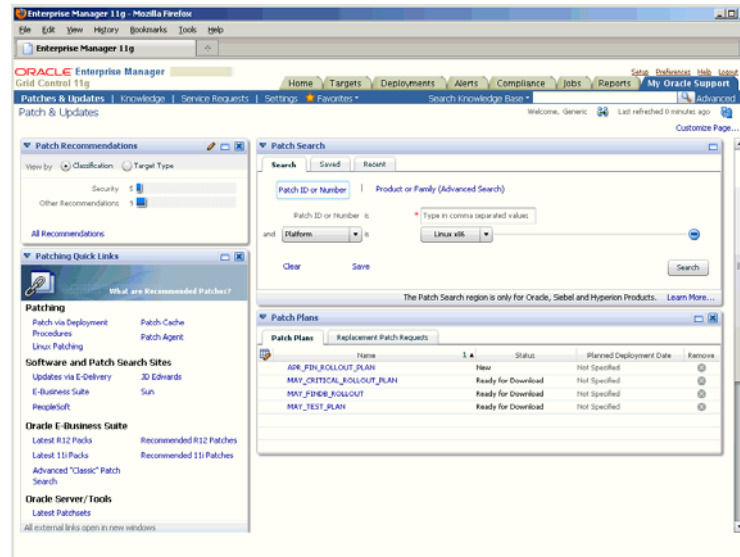 Enterprise Manager 11g - Mozilla Firefox
File Edit View History Bookmarks Tools Help
Enterprise Manager 11g
ORACLE Enterprise Manager
Grid Control 11g
Setup Preferences Help Logout
Home Targets Deployments Alerts Compliance Jobs Reports My Oracle Support
Patches & Updates | Knowledge | Service Requests | Settings Favorites Search Knowledge Base Advanced
Patch & Updates
Welcome, Generic Last refreshed 0 minutes ago
Customize Page...
Patch Recommendations
View by Classification Target Type
Security 5
Other Recommendations 9
All Recommendations
Patching Quick Links
What are Recommended Patches?
Patching
Patch via Deployment Procedures
Patch Cache
Linux Patching
Patch Agent
Software and Patch Search Sites
Updates via E-Delivery
JD Edwards
E-Business Suite
Sun
PeopleSoft
Oracle E-Business Suite
Latest R12 Packs
Recommended R12 Patches
Latest 11i Packs
Recommended 11i Patches
Advanced "Classic" Patch Search
Oracle Server/Tools
Latest Patchsets
All external links open in new windows
Patch Search
Search Saved Recent
Patch ID or Number | Product or Family (Advanced Search)
Patch ID or Number is * Type in comma separated values
and Platform is Linux x86
Clear Save Search
The Patch Search region is only for Oracle, Siebel and Hyperion Products. Learn More...
Patch Plans
Patch Plans Replacement Patch Requests
Name 1 Status Planned Deployment Date Remove
APR_FIN_ROLLOUT_PLAN New Not Specified
MAY_CRITICAL_ROLLOUT_PLAN Ready for Download Not Specified
MAY_FINDB_ROLLOUT Ready for Download Not Specified
MAY_TEST_PLAN Ready for Download Not Specified